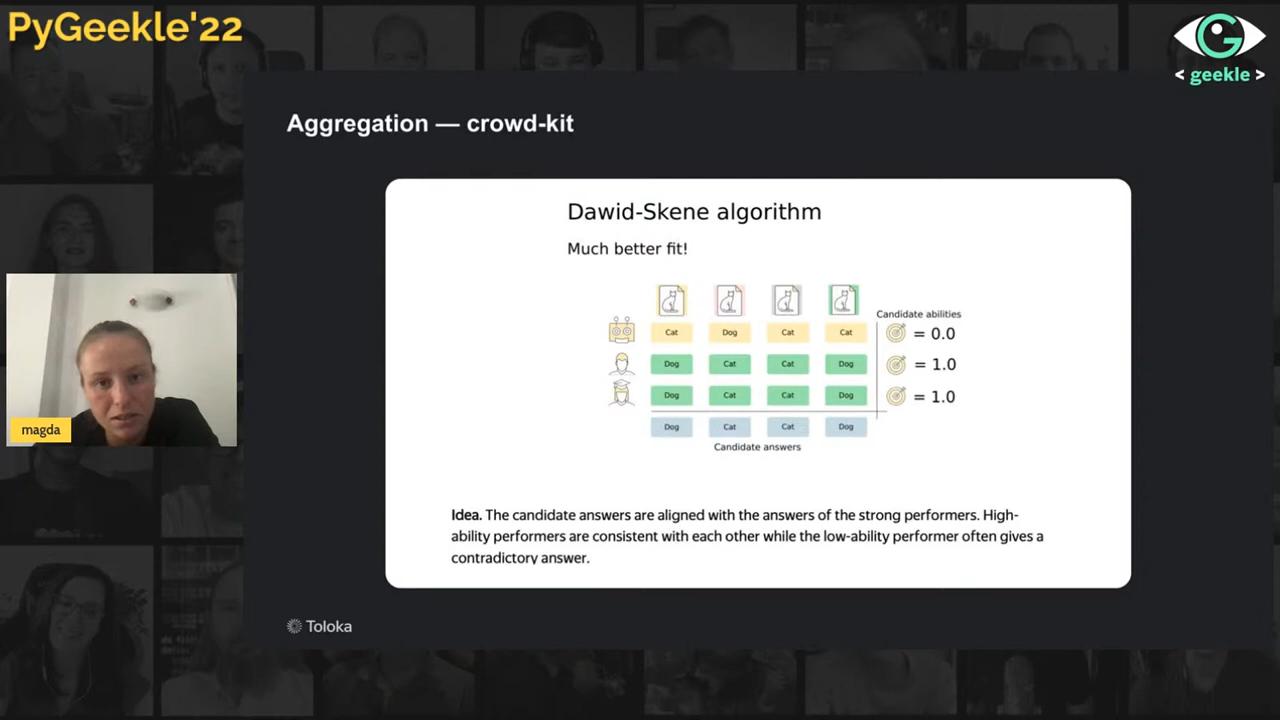 PyGeekle'22
G
< geekle >
Aggregation — crowd-kit
Dawid-Skene algorithm
Much better fit!
Candidate abilities
Cat Dog Cat Cat = 0.0
Dog Cat Cat Dog = 1.0
Dog Cat Cat Dog = 1.0
Dog Cat Cat Dog
Candidate answers
magda
Idea. The candidate answers are aligned with the answers of the strong performers. High-
ability performers are consistent with each other while the low-ability performer often gives a
contradictory answer.
Toloka